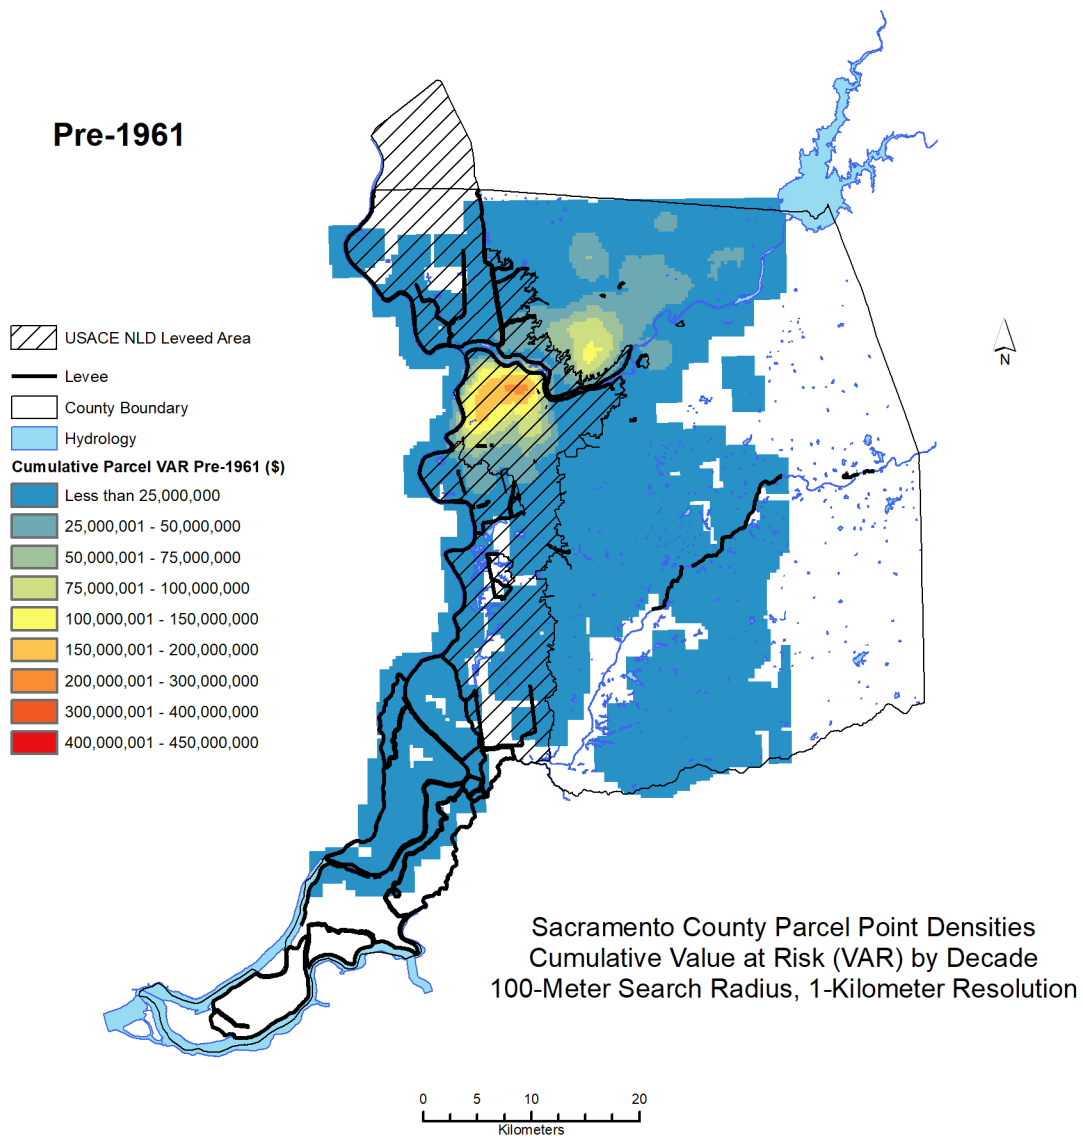 Pre-1961
USACE NLD Leveed Area
Levee
County Boundary
Hydrology
Cumulative Parcel VAR Pre-1961 ($)
Less than 25,000,000
25,000,001 - 50,000,000
50,000,001 - 75,000,000
75,000,001 - 100,000,000
100,000,001 - 150,000,000
150,000,001 - 200,000,000
200,000,001 - 300,000,000
300,000,001 - 400,000,000
400,000,001 - 450,000,000
N
Sacramento County Parcel Point Densities
Cumulative Value at Risk (VAR) by Decade
100-Meter Search Radius, 1-Kilometer Resolution
0 5 10 20
Kilometers